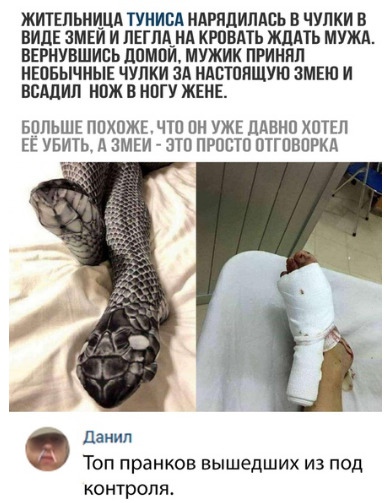 ЖИТЕЛЬНИЦА ТУНИСА НАРЯДИЛАСЬ В ЧУЛКИ В
ВИДЕ ЗМЕЙ И ЛЕГЛА НА КРОВАТЬ ЖДАТЬ МУЖА.
ВЕРНУВШИСЬ ДОМОЙ, МУЖИК ПРИНЯЛ
НЕОБЫЧНЫЕ ЧУЛКИ ЗА НАСТОЯЩУЮ ЗМЕЮ И
ВСАДИЛ НОЖ В НОГУ ЖЕНЕ.
БОЛЬШЕ ПОХОЖЕ, ЧТО ОН УЖЕ ДАВНО ХОТЕЛ
ЕЁ УБИТЬ, А ЗМЕИ - ЭТО ПРОСТО ОТГОВОРКА
Данил
Топ пранков вышедших из под
контроля.